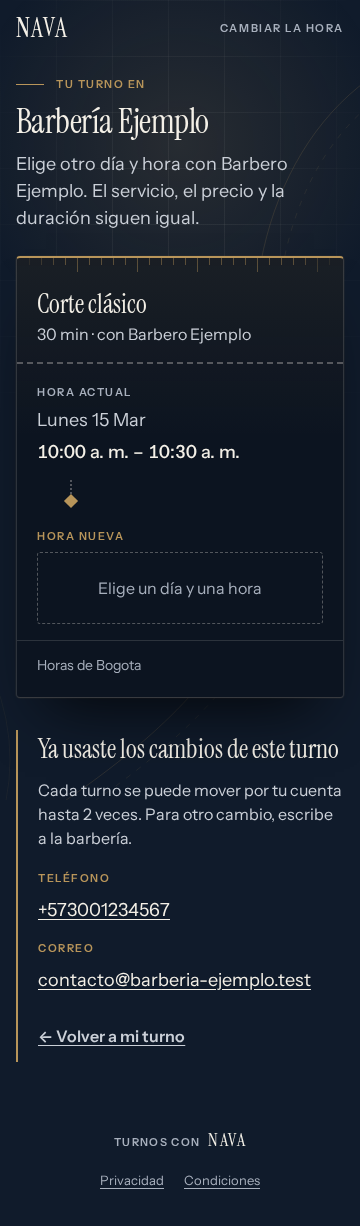 NAVA
CAMBIAR LA HORA
TU TURNO EN
Barbería Ejemplo
Elige otro día y hora con Barbero
Ejemplo. El servicio, el precio y la
duración siguen igual.
Corte clásico
30 min · con Barbero Ejemplo
HORA ACTUAL
Lunes 15 Mar
10:00 a. m. – 10:30 a. m.
HORA NUEVA
Elige un día y una hora
Horas de Bogota
Ya usaste los cambios de este turno
Cada turno se puede mover por tu cuenta
hasta 2 veces. Para otro cambio, escribe
a la barbería.
TELÉFONO
+573001234567
CORREO
contacto@barberia-ejemplo.test
← Volver a mi turno
TURNOS CON NAVA
Privacidad
Condiciones